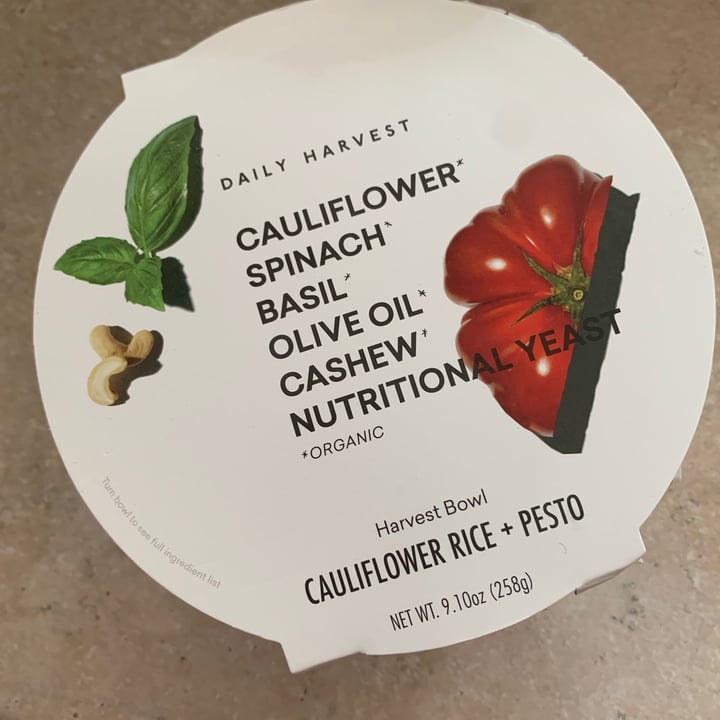 DAILY HARVEST
CAULIFLOWER*
SPINACH*
BASIL*
OLIVE OIL*
CASHEW*
NUTRITIONAL YEAST
*ORGANIC
Turn bowl to see full ingredient list
Harvest Bowl
CAULIFLOWER RICE + PESTO
NET WT. 9.10oz (258g)